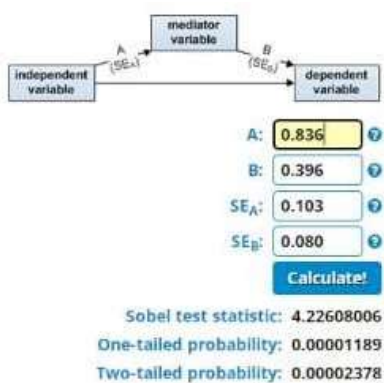 mediator
variable
A
(SEA)
B
(SEB)
independent
variable
dependent
variable
A: 0.836
B: 0.396
SEA: 0.103
SEB: 0.080
Calculate!
Sobel test statistic: 4.22608006
One-tailed probability: 0.00001189
Two-tailed probability: 0.00002378